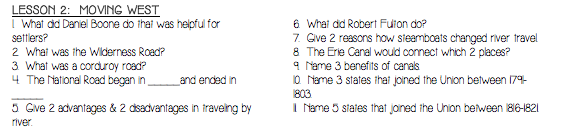 LESSON 2: MOVING WEST
1. What did Daniel Boone do that was helpful for
settlers?
2. What was the Wilderness Road?
3. What was a corduroy road?
4. The National Road began in ______and ended in
______
5. Give 2 advantages & 2 disadvantages in traveling by
river.
6. What did Robert Fulton do?
7. Give 2 reasons how steamboats changed river travel.
8. The Erie Canal would connect which 2 places?
9. Name 3 benefits of canals.
10. Name 3 states that joined the Union between 1791-
1803.
11. Name 5 states that joined the Union between 1816-1821.